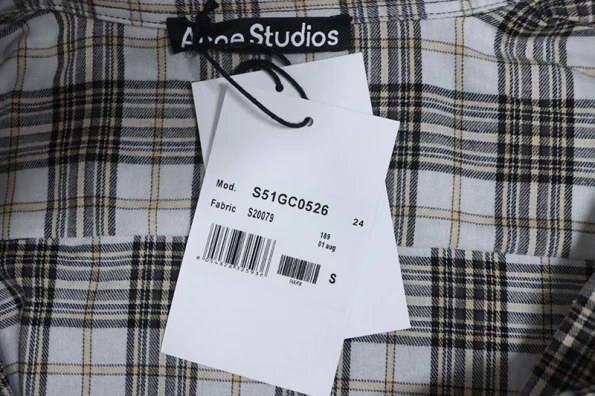 Acne Studios
Mod. S51GC0526
Fabric S20079 24
189
01 aug
S